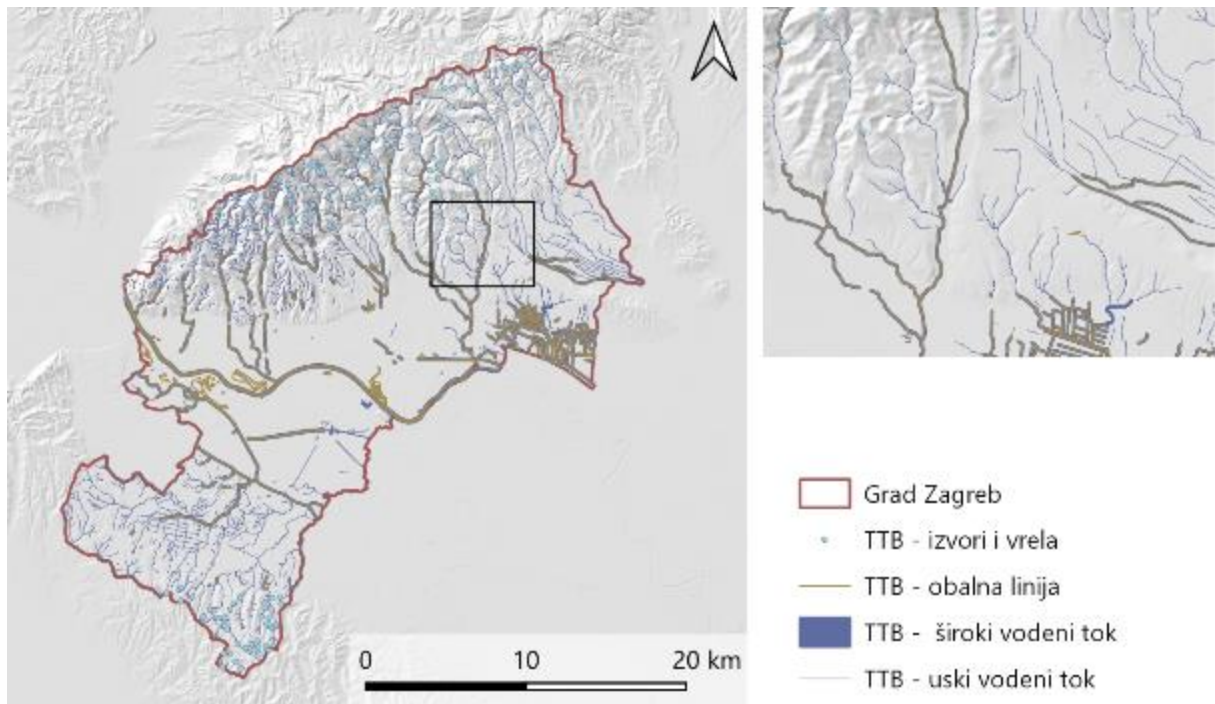 0 10 20 km
Grad Zagreb
TTB - izvori i vrela
TTB - obalna linija
TTB - široki vodeni tok
TTB - uski vodeni tok